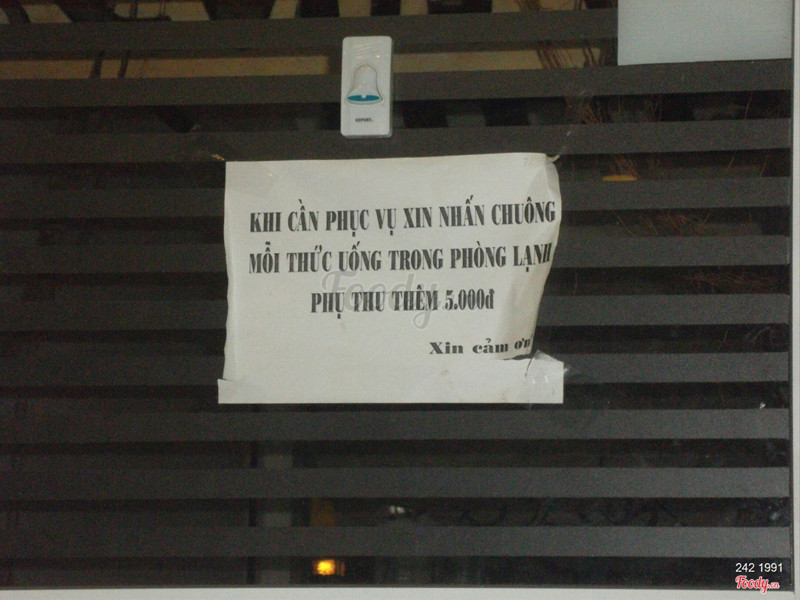 KHI CẦN PHỤC VỤ XIN NHẤN CHUÔNG
MỖI THỨC UỐNG TRONG PHÒNG LẠNH
PHỤ THU THÊM 5.000đ
Xin cảm ơn
Foody
242 1991
Foody.vn